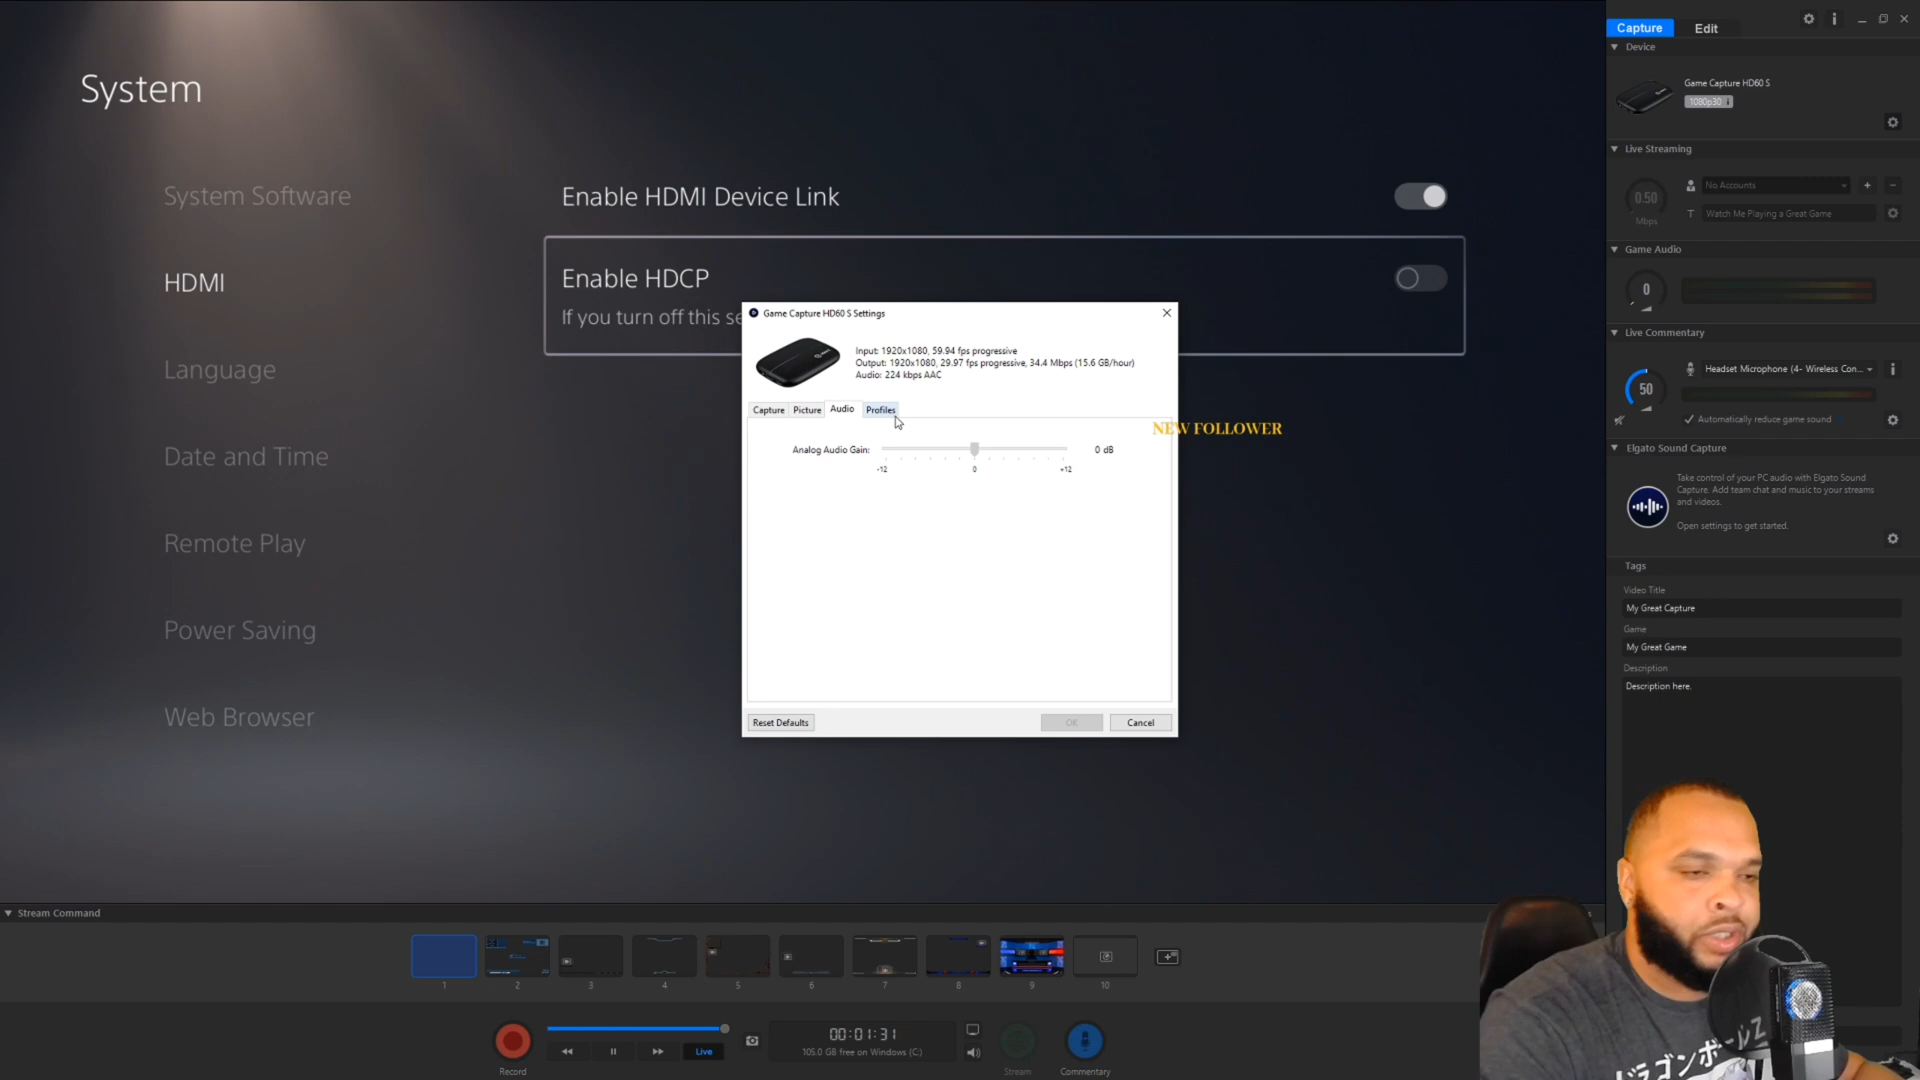 System
System Software
HDMI
Language
Date and Time
Remote Play
Power Saving
Web Browser
Enable HDMI Device Link
Enable HDCP
If you turn off this se
Game Capture HD60 S Settings
Input: 1920x1080, 59.94 fps progressive
Output: 1920x1080, 29.97 fps progressive, 34.4 Mbps (15.6 GB/hour)
Audio: 224 kbps AAC
Capture Picture Audio Profiles
Analog Audio Gain: 0 dB
-12 0 +12
Reset Defaults OK Cancel
NEW FOLLOWER
Capture Edit
Device
Game Capture HD60 S
1080p30
Live Streaming
0.50
Mbps
No Accounts
T Watch Me Playing a Great Game
Game Audio
0
Live Commentary
50
Headset Microphone (4- Wireless Con...
Automatically reduce game sound
Elgato Sound Capture
Take control of your PC audio with Elgato Sound
Capture. Add team chat and music to your streams
and videos.
Open settings to get started.
Tags
Video Title
My Great Capture
Game
My Great Game
Description
Description here.
Stream Command
1 2 3 4 5 6 7 8 9 10
Record
Live
00:01:31
105.0 GB free on Windows (C:)
Stream
Commentary
ドラゴンボールZ